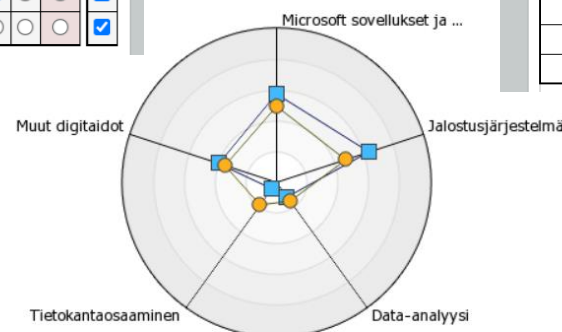 Microsoft sovellukset ja ...
Muut digitaidot
Jalostusjärjestelmä
Tietokantaosaaminen
Data-analyysi